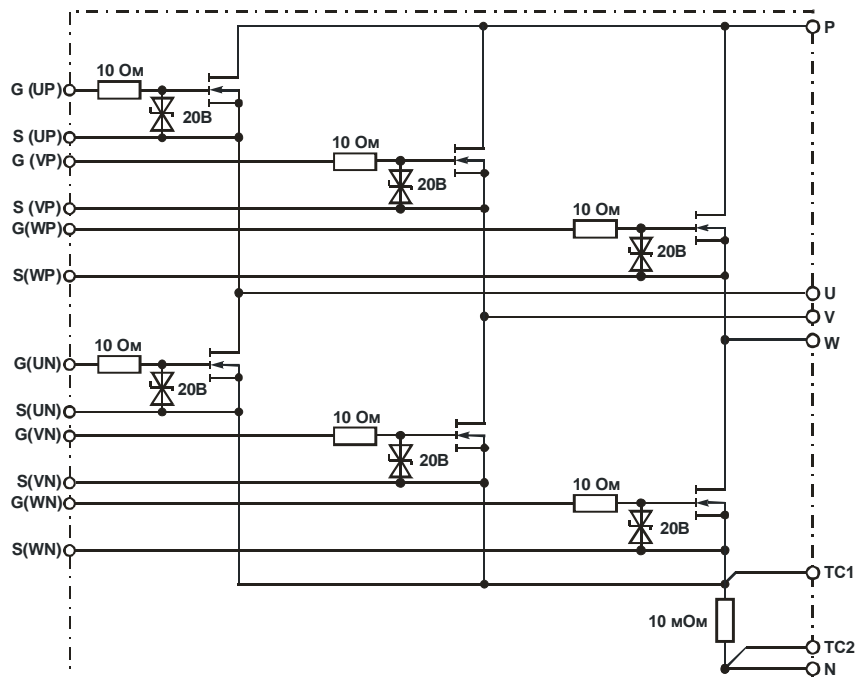 P
10 Ом
G (UP)
20В
S (UP)
10 Ом
G (VP)
20В
S (VP)
10 Ом
G(WP)
20В
S(WP)
U
V
W
10 Ом
G(UN)
20В
S(UN)
10 Ом
G(VN)
20В
S(VN)
10 Ом
G(WN)
20В
S(WN)
TC1
10 мОм
TC2
N